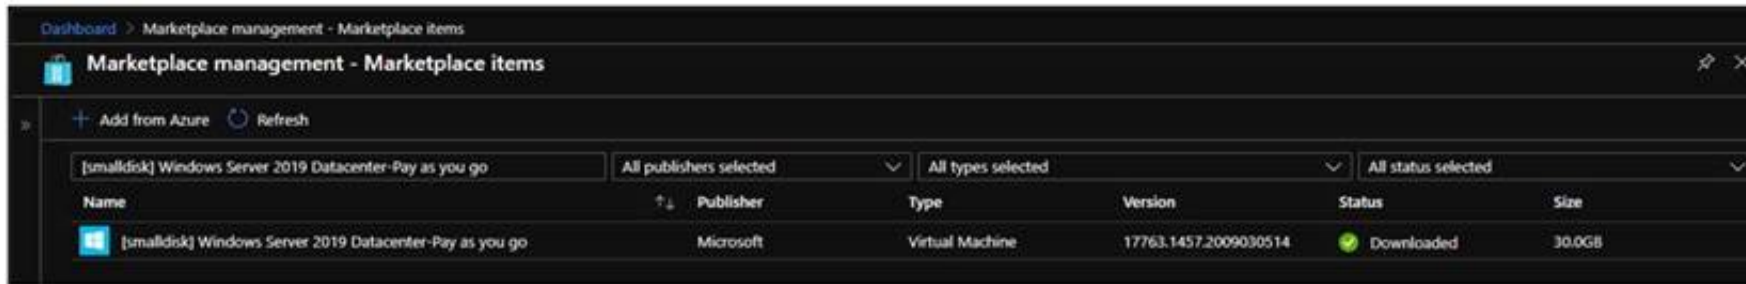 Dashboard > Marketplace management - Marketplace items
Marketplace management - Marketplace items
Add from Azure Refresh
[smalldisk] Windows Server 2019 Datacenter-Pay as you go All publishers selected All types selected All status selected
Name Publisher Type Version Status Size
[smalldisk] Windows Server 2019 Datacenter-Pay as you go Microsoft Virtual Machine 17763.1457.2009030514 Downloaded 30.0GB